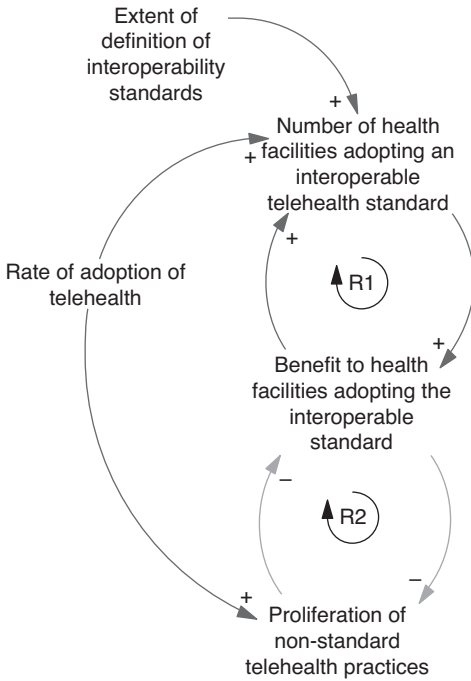 Extent of
definition of
interoperability
standards
+
Number of health
+
facilities adopting an
interoperable
telehealth standard
+
Rate of adoption of
telehealth
R1
+
Benefit to health
facilities adopting the
interoperable
standard
–
R2
–
+
Proliferation of
non-standard
telehealth practices